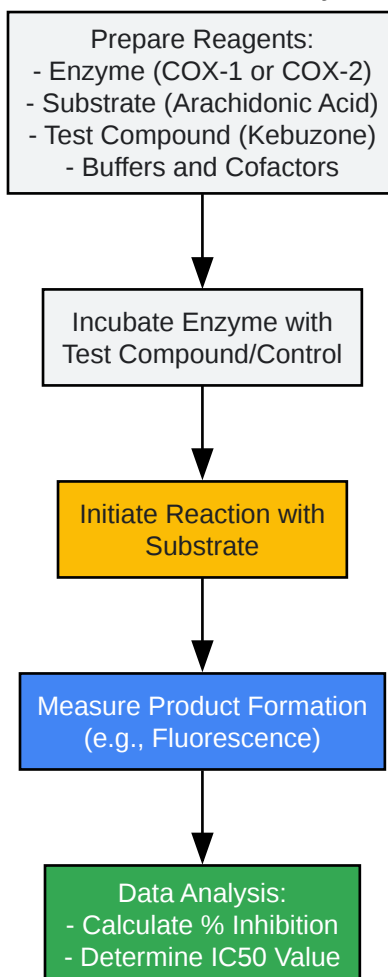 Prepare Reagents:
- Enzyme (COX-1 or COX-2)
- Substrate (Arachidonic Acid)
- Test Compound (Kebuzone)
- Buffers and Cofactors
Incubate Enzyme with
Test Compound/Control
Initiate Reaction with
Substrate
Measure Product Formation
(e.g., Fluorescence)
Data Analysis:
- Calculate % Inhibition
- Determine IC50 Value